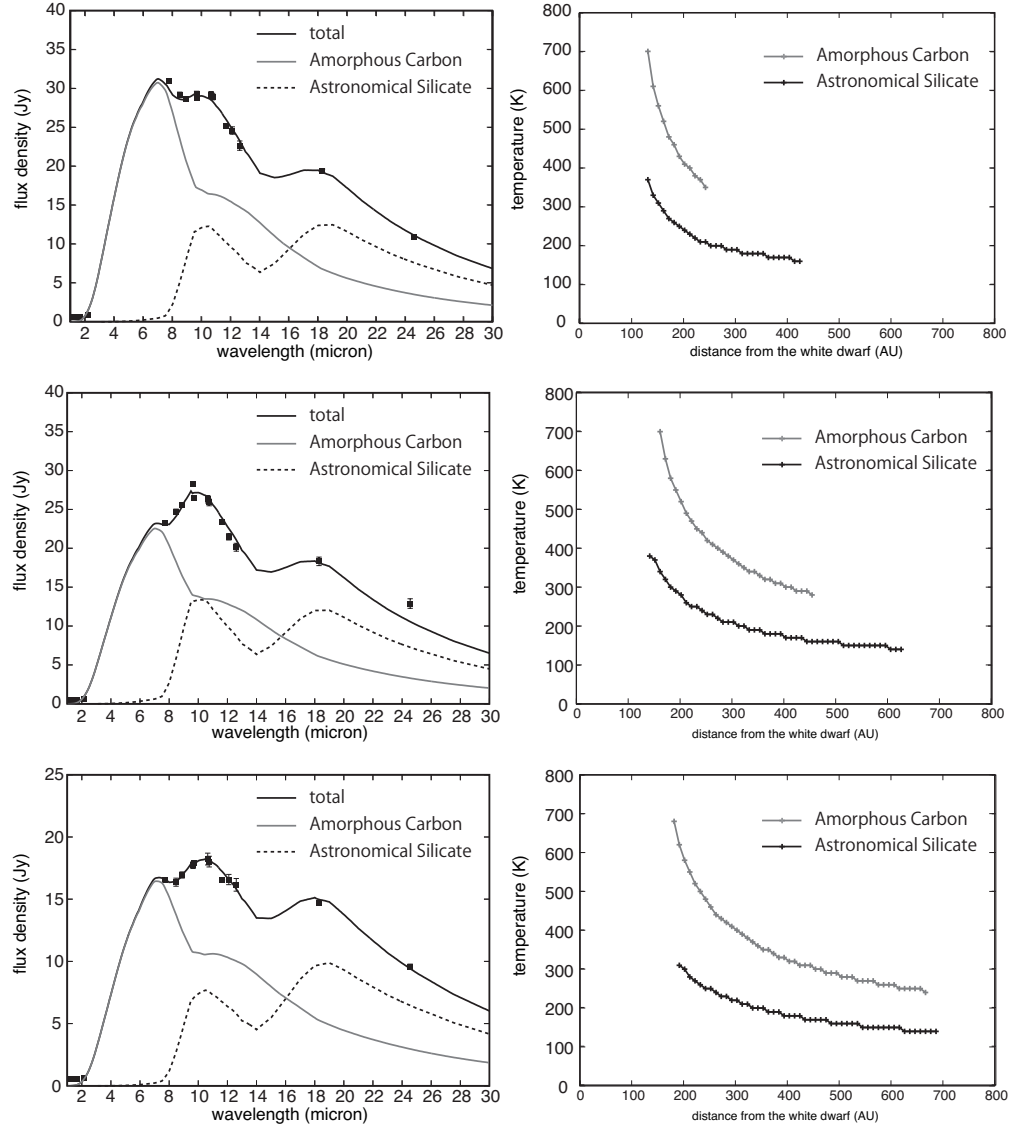 40
35
30
25
20
15
10
5
0
flux density (Jy)
total
Amorphous Carbon
Astronomical Silicate
2 4 6 8 10 12 14 16 18 20 22 24 26 28 30
wavelength (micron)
800
700
600
500
400
300
200
100
0
temperature (K)
Amorphous Carbon
Astronomical Silicate
0 100 200 300 400 500 600 700 800
distance from the white dwarf (AU)
40
35
30
25
20
15
10
5
0
flux density (Jy)
total
Amorphous Carbon
Astronomical Silicate
2 4 6 8 10 12 14 16 18 20 22 24 26 28 30
wavelength (micron)
800
700
600
500
400
300
200
100
0
temperature (K)
Amorphous Carbon
Astronomical Silicate
0 100 200 300 400 500 600 700 800
distance from the white dwarf (AU)
25
20
15
10
5
0
flux density (Jy)
total
Amorphous Carbon
Astronomical Silicate
2 4 6 8 10 12 14 16 18 20 22 24 26 28 30
wavelength (micron)
800
700
600
500
400
300
200
100
0
temperature (K)
Amorphous Carbon
Astronomical Silicate
0 100 200 300 400 500 600 700 800
distance from the white dwarf (AU)